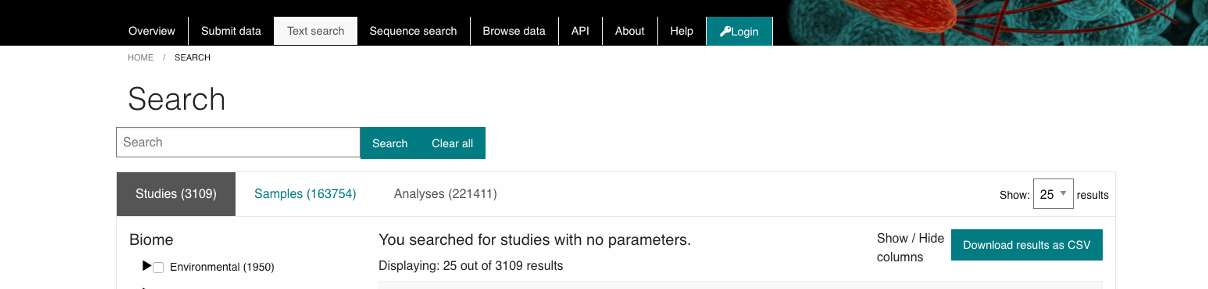 Overview Submit data Text search Sequence search Browse data API About Help Login
HOME / SEARCH
Search
Search Search Clear all
Studies (3109) Samples (163754) Analyses (221411) Show: 25 results
Biome
Environmental (1950)
You searched for studies with no parameters.
Displaying: 25 out of 3109 results
Show / Hide
columns
Download results as CSV